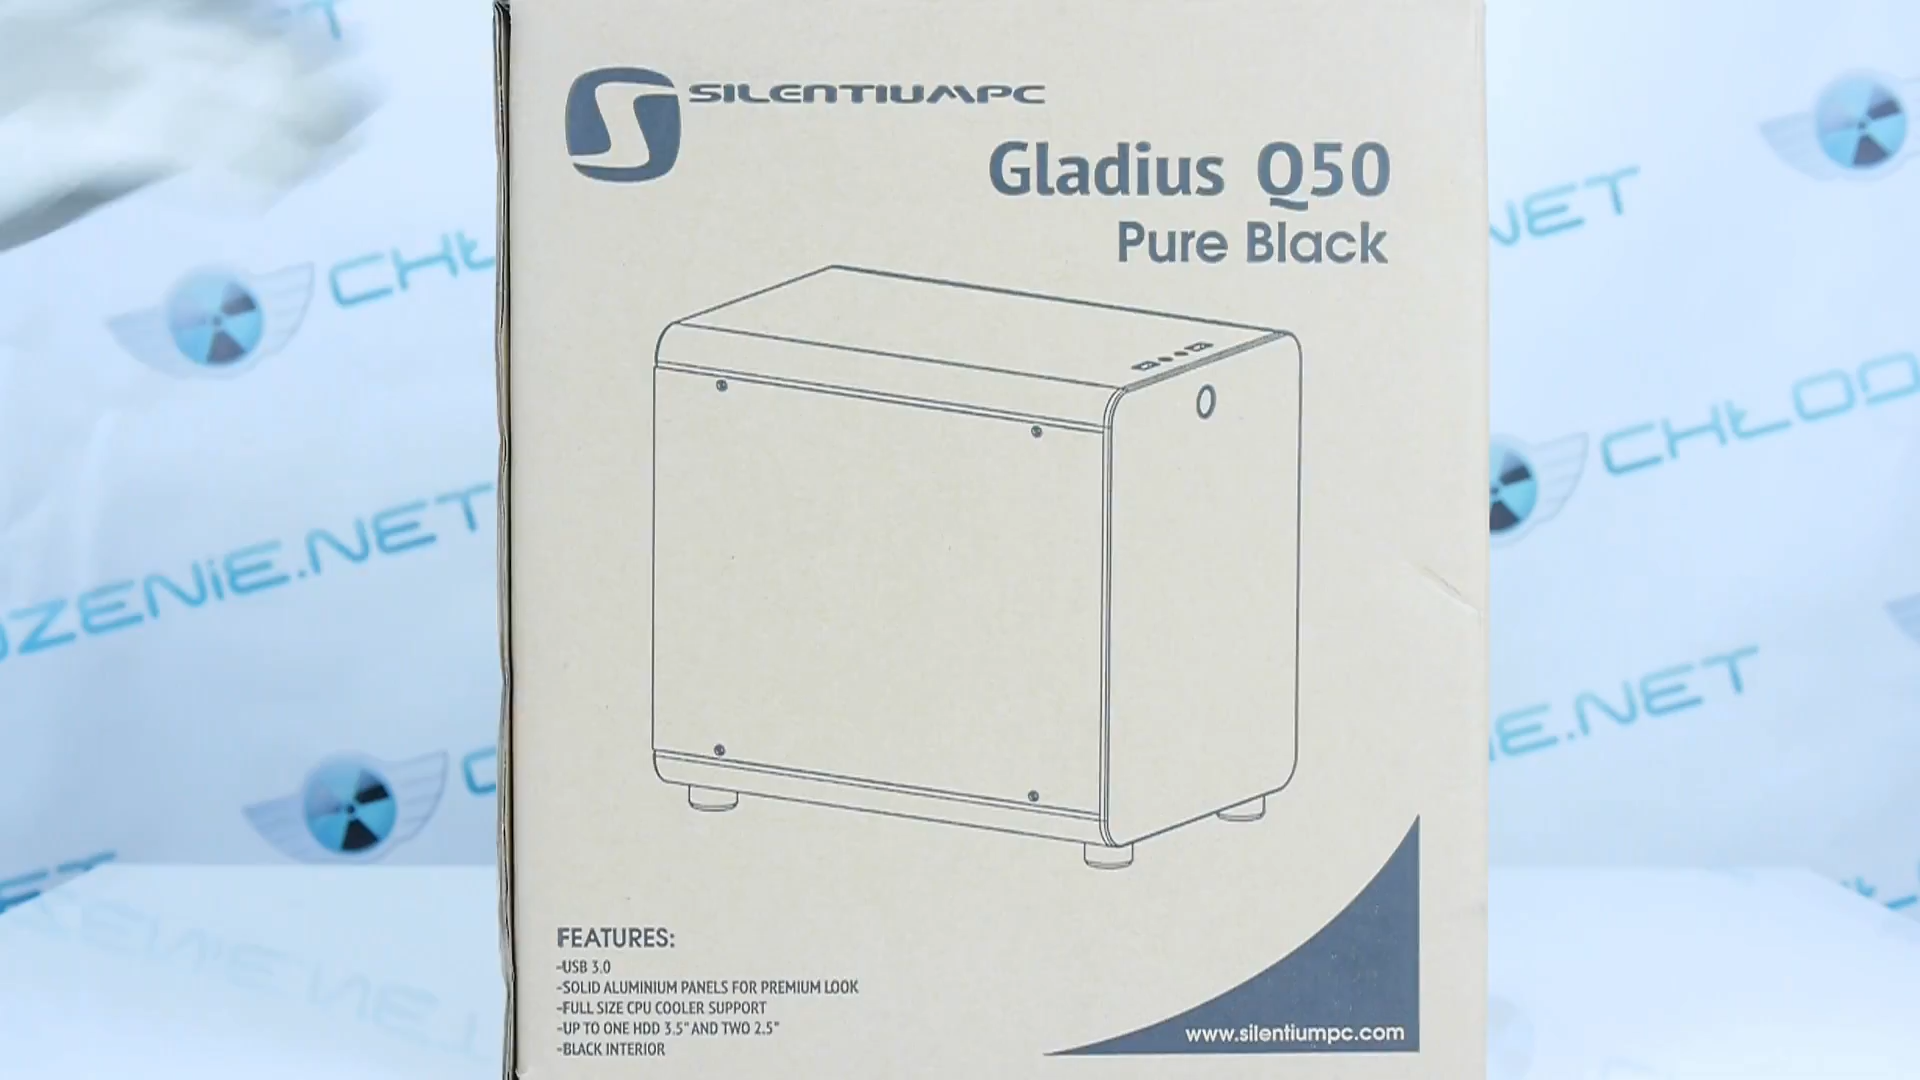 SILENTIUMPC
Gladius Q50
Pure Black
FEATURES:
-USB 3.0
-SOLID ALUMINIUM PANELS FOR PREMIUM LOOK
-FULL SIZE CPU COOLER SUPPORT
-UP TO ONE HDD 3.5" AND TWO 2.5"
-BLACK INTERIOR
www.silentiumpc.com
CHŁ
OZENiE.NET
.NET
CHŁOD
iE.NET